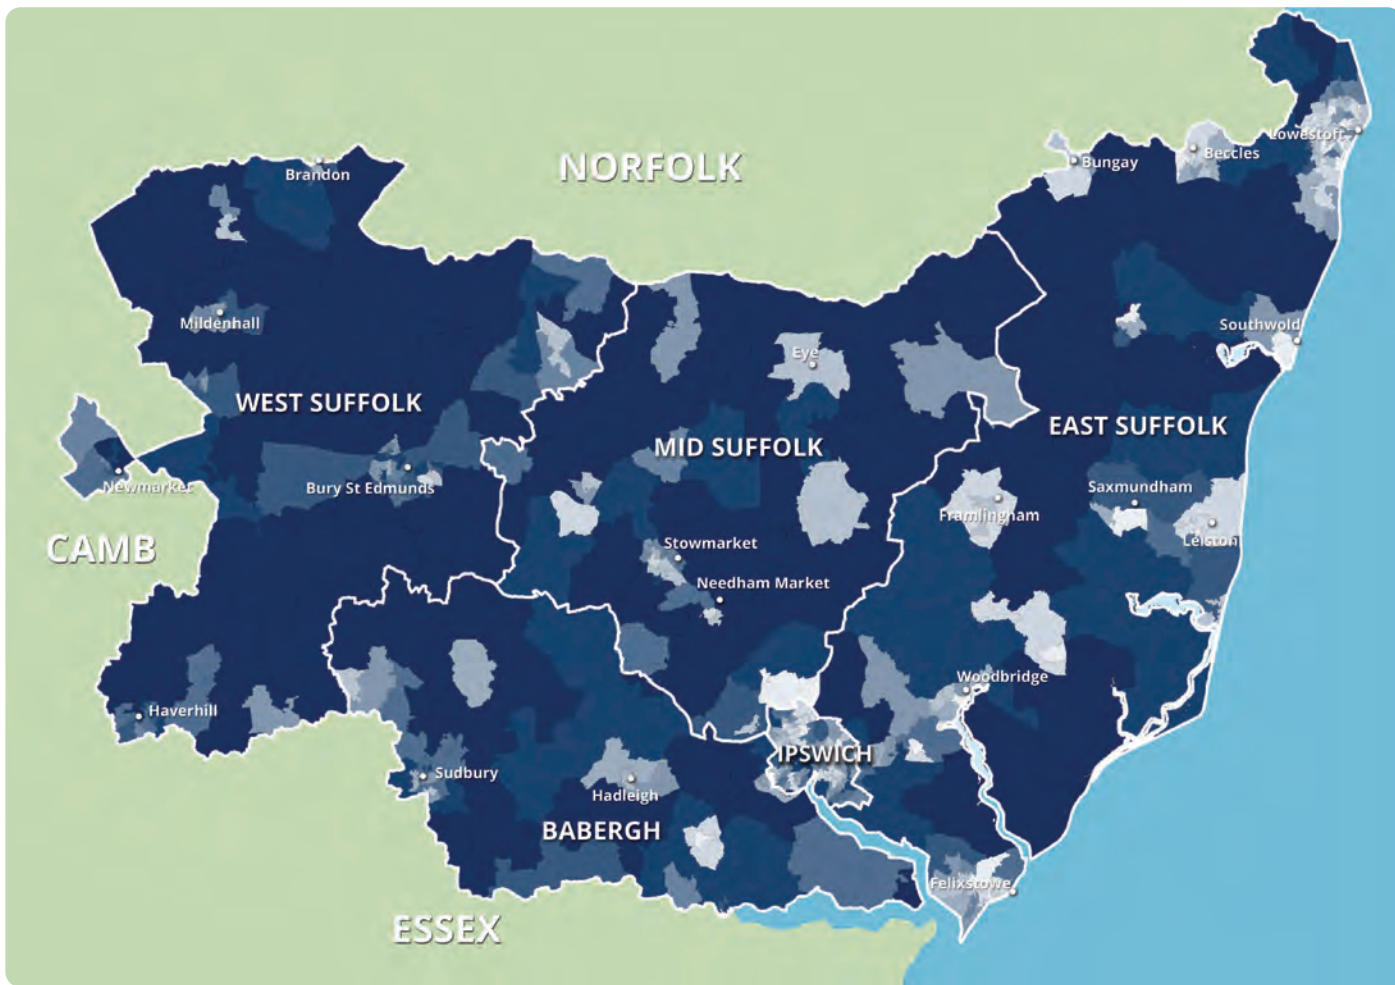 Lowestoft
Beccles
Bungay
NORFOLK
Brandon
Mildenhall
Southwold
Eye
WEST SUFFOLK
EAST SUFFOLK
MID SUFFOLK
Newmarket
Bury St Edmunds
Saxmundham
Framlingham
Leiston
CAMB
Stowmarket
Needham Market
Woodbridge
Haverhill
IPSWICH
Sudbury
Hadleigh
BABERGH
Felixstowe
ESSEX